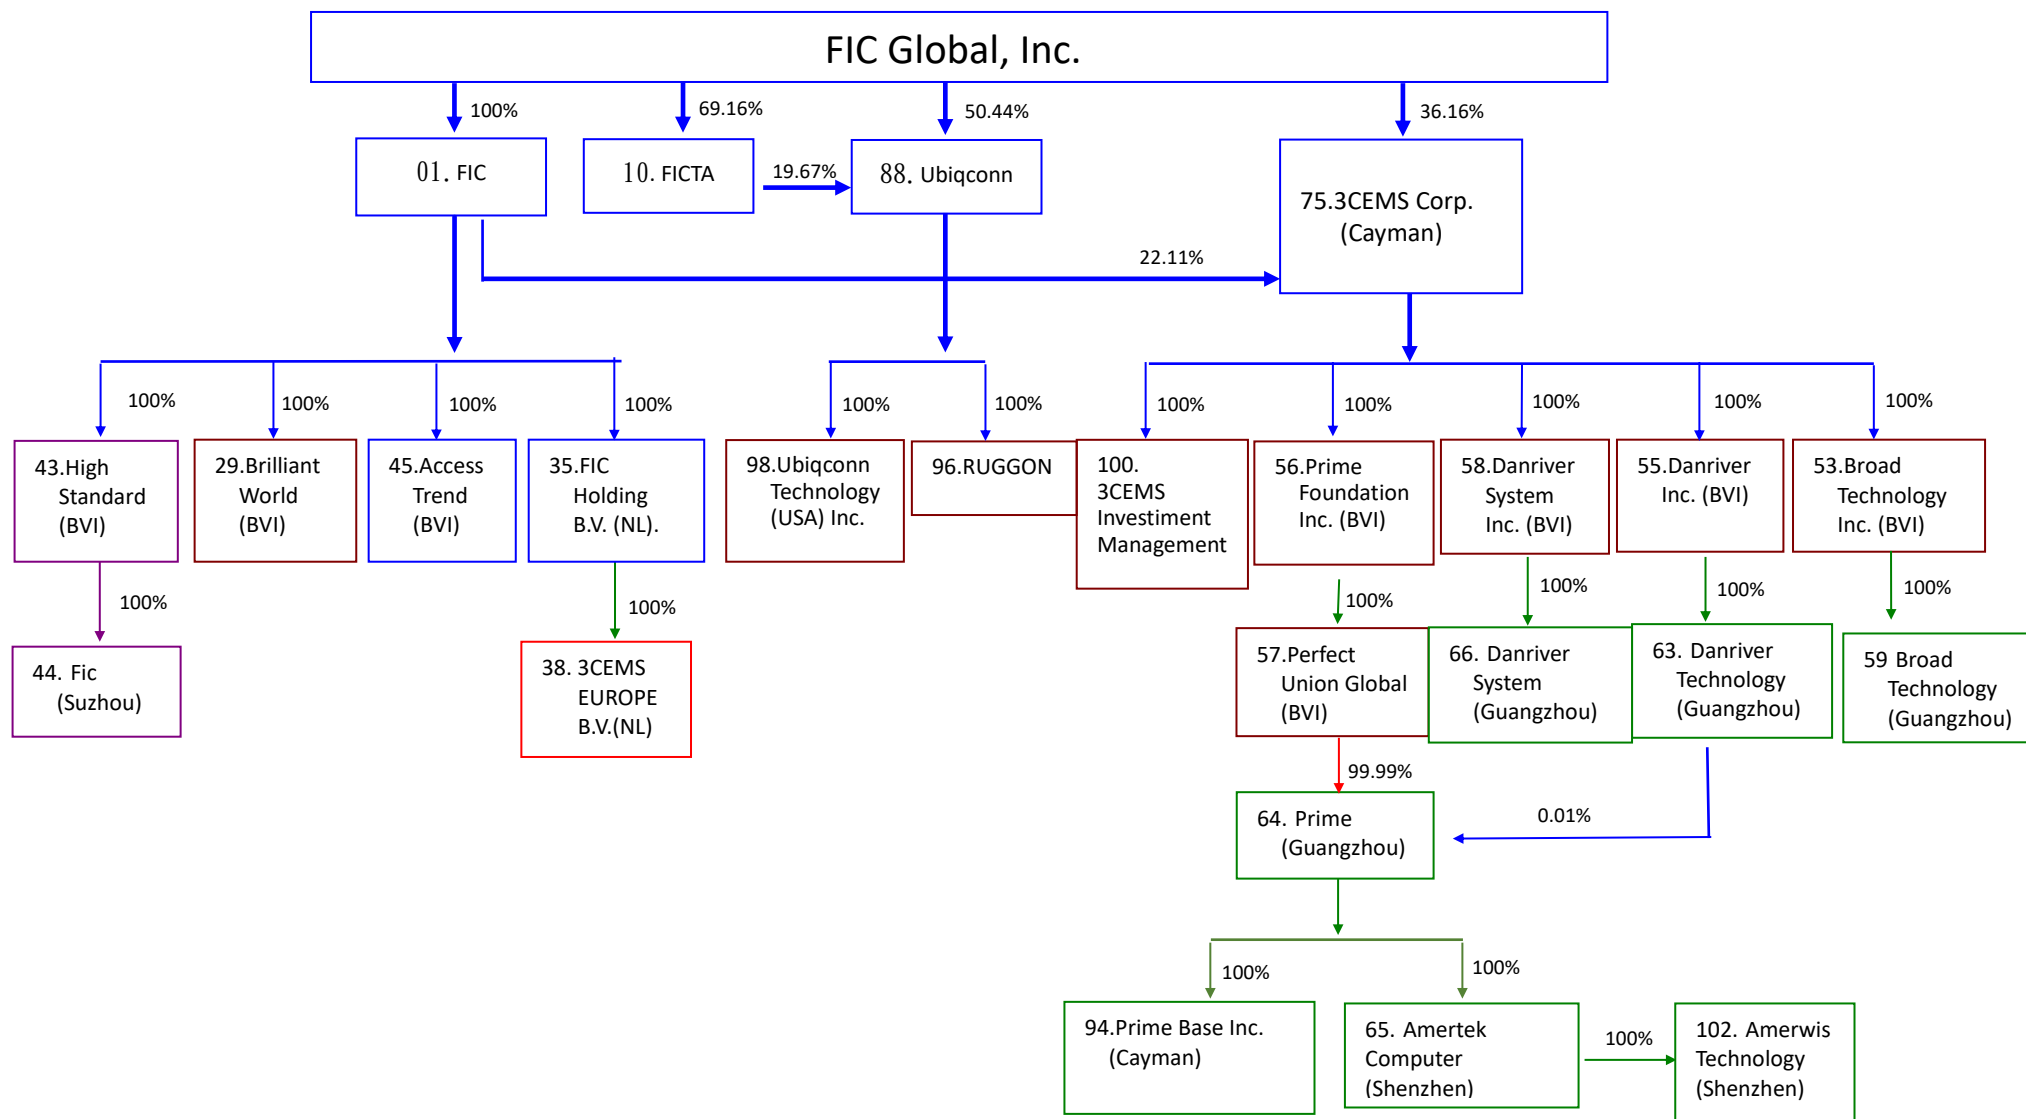 FIC Global, Inc.
100%
69.16%
50.44%
36.16%
01. FIC
10. FICTA
19.67%
88. Ubiqconn
75.3CEMS Corp.
(Cayman)
22.11%
100%
100%
100%
100%
100%
100%
100%
100%
100%
100%
100%
43.High
Standard
(BVI)
29.Brilliant
World
(BVI)
45.Access
Trend
(BVI)
35.FIC
Holding
B.V. (NL).
98.Ubiqconn
Technology
(USA) Inc.
96.RUGGON
100.
3CEMS
Investiment
Management
56.Prime
Foundation
Inc. (BVI)
58.Danriver
System
Inc. (BVI)
55.Danriver
Inc. (BVI)
53.Broad
Technology
Inc. (BVI)
100%
100%
100%
100%
100%
100%
44. Fic
(Suzhou)
38. 3CEMS
EUROPE
B.V.(NL)
57.Perfect
Union Global
(BVI)
66. Danriver
System
(Guangzhou)
63. Danriver
Technology
(Guangzhou)
59 Broad
Technology
(Guangzhou)
99.99%
0.01%
64. Prime
(Guangzhou)
100%
100%
94.Prime Base Inc.
(Cayman)
65. Amertek
Computer
(Shenzhen)
100%
102. Amerwis
Technology
(Shenzhen)